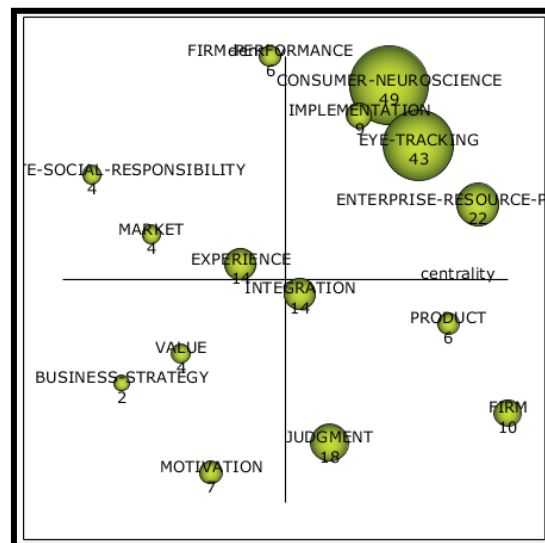 FIRM-PERFORMANCE
6
CONSUMER-NEUROSCIENCE
49
IMPLEMENTATION
9
EYE-TRACKING
43
TE-SOCIAL-RESPONSIBILITY
4
ENTERPRISE-RESOURCE-P
22
MARKET
4
EXPERIENCE
14
centrality
INTEGRATION
14
PRODUCT
6
VALUE
4
BUSINESS-STRATEGY
2
FIRM
10
JUDGMENT
18
MOTIVATION
7